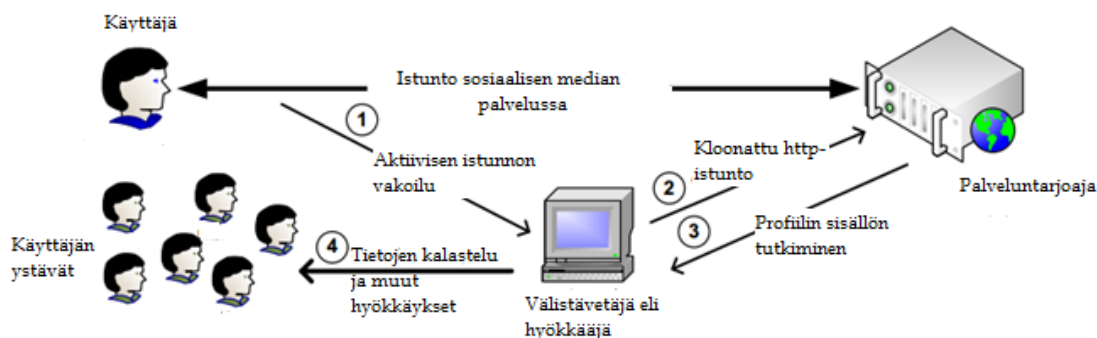 Käyttäjä
Istunto sosiaalisen median
palvelussa
1
Aktiivisen istunnon
vakoilu
2
Kloonattu http-
istunto
Palveluntarjoaja
3
Profiilin sisällön
tutkiminen
Käyttäjän
ystävät
4
Tietojen kalastelu
ja muut
hyökkäykset
Välistävetäjä eli
hyökkääjä